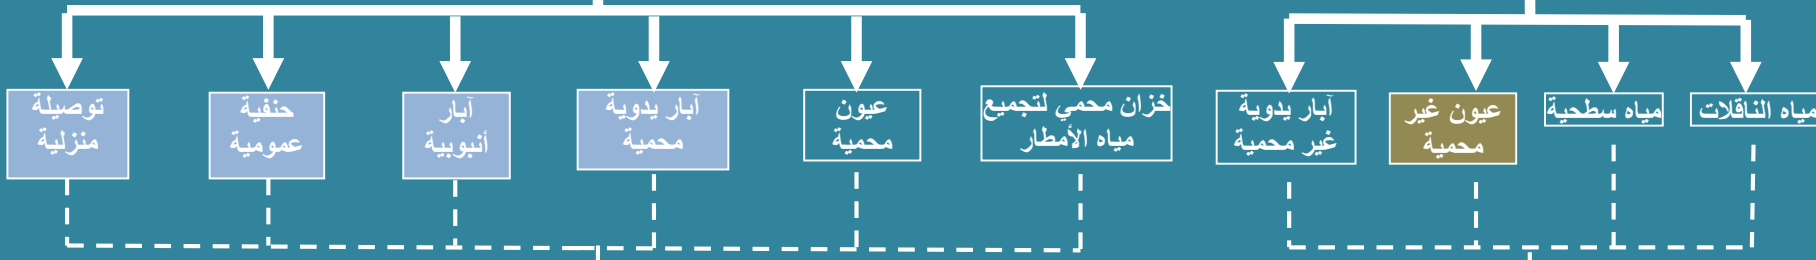 مياه الناقلات
مياه سطحية
عيون غير
محمية
آبار يدوية
غير محمية
خزان محمي لتجميع
مياه الأمطار
عيون
محمية
آبار يدوية
محمية
آبار
أنبوبية
حنفية
عمومية
توصيلة
منزلية